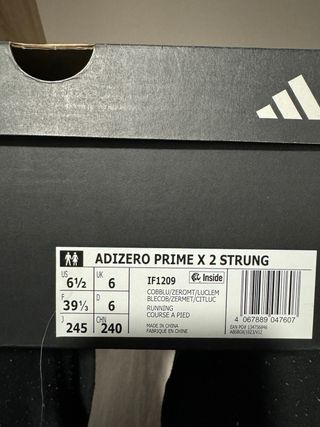 ADIZERO PRIME X 2 STRUNG
US 6½ UK 6
F 39⅓ D 6
J 245 CHN 240
IF1209 Inside
COBBLU/ZEROMT/LUCLEM
BLECOB/ZERMET/CITLUC
RUNNING
COURSE A PIED
MADE IN CHINA
FABRIQUE EN CHINE
4 067889 047607